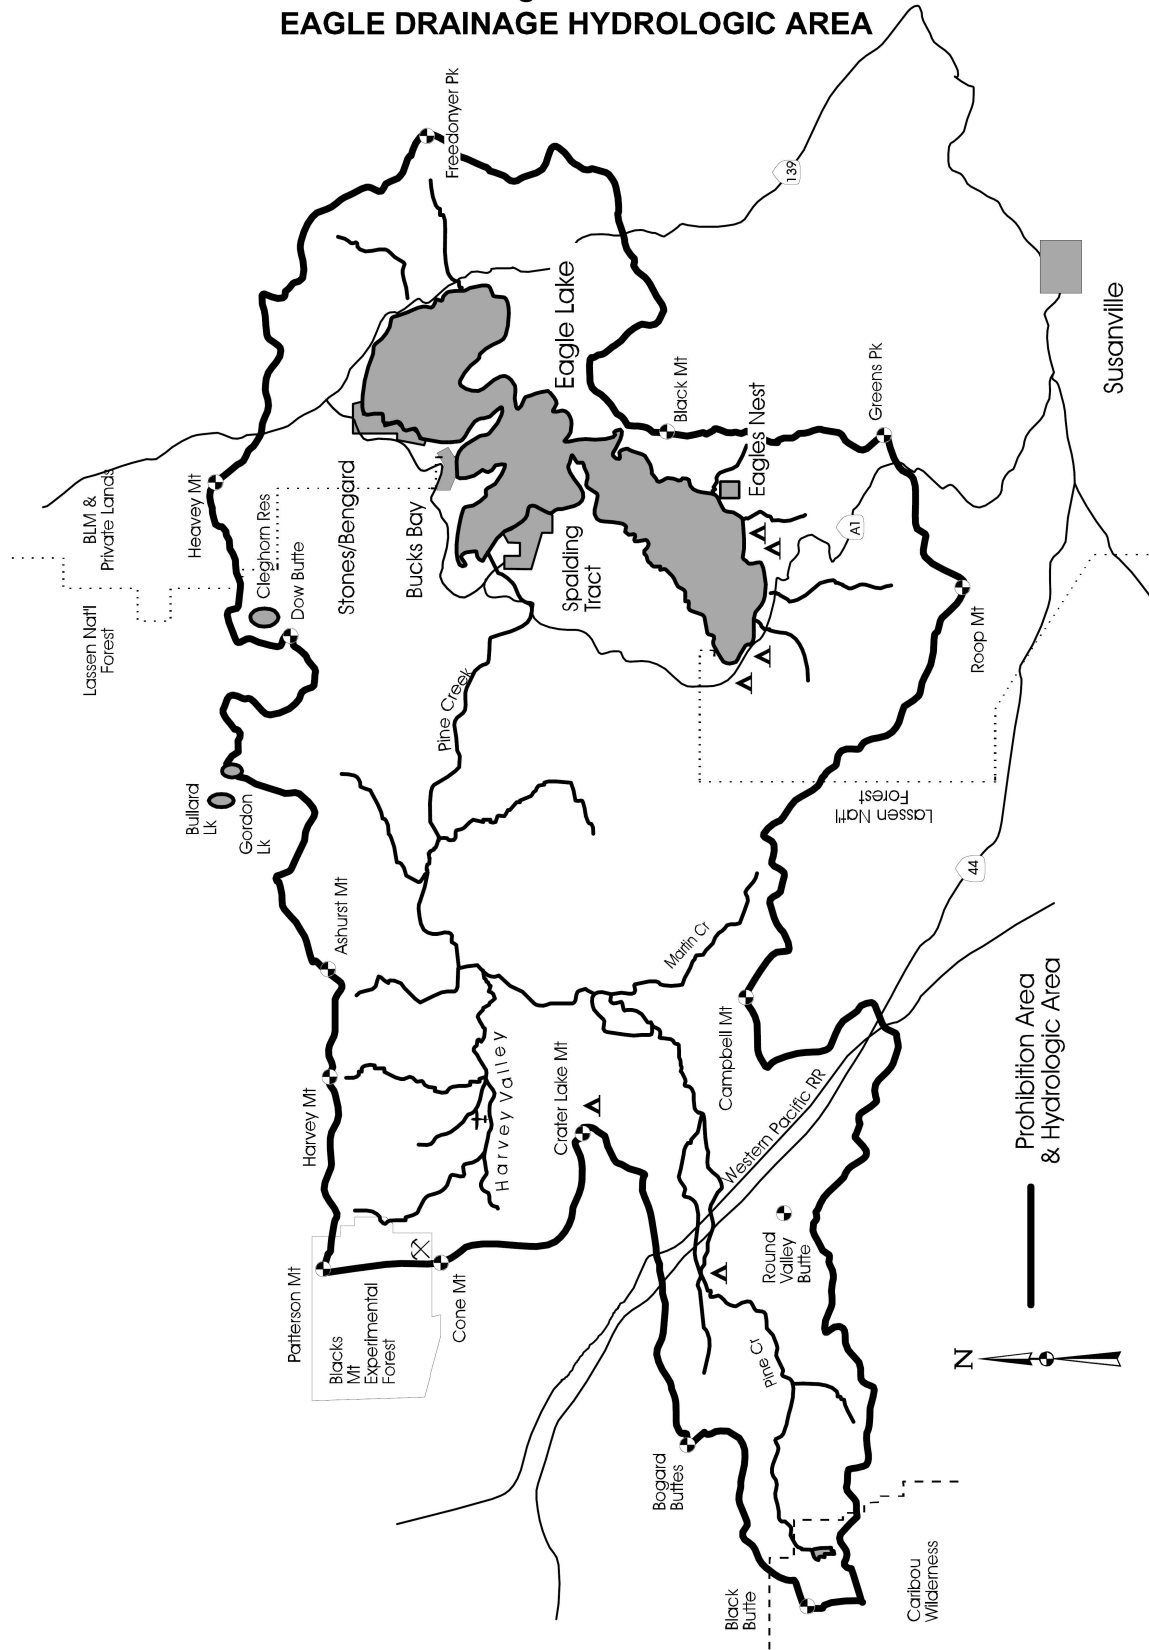 EAGLE DRAINAGE HYDROLOGIC AREA
Freedonyer Pk
139
Eagle Lake
Susanville
Black Mt
Greens Pk
Eagles Nest
A1
Heavey Mt
BLM &
Private Lands
Cleghorn Res
Dow Butte
Stones/Bengard
Bucks Bay
Spalding
Tract
Lassen Nat'l
Forest
Roop Mt
Pine Creek
Bullard
Lk
Gordon
Lk
Lassen Nat'l
Forest
44
Ashurst Mt
Martin Cr
Campbell Mt
Harvey Mt
Harvey Valley
Crater Lake Mt
Western Pacific RR
Prohibition Area
& Hydrologic Area
Patterson Mt
Blacks
Mt
Experimental
Forest
Cone Mt
Round
Valley
Butte
Pine Cr
N
Bogard
Buttes
Black
Butte
Caribou
Wilderness